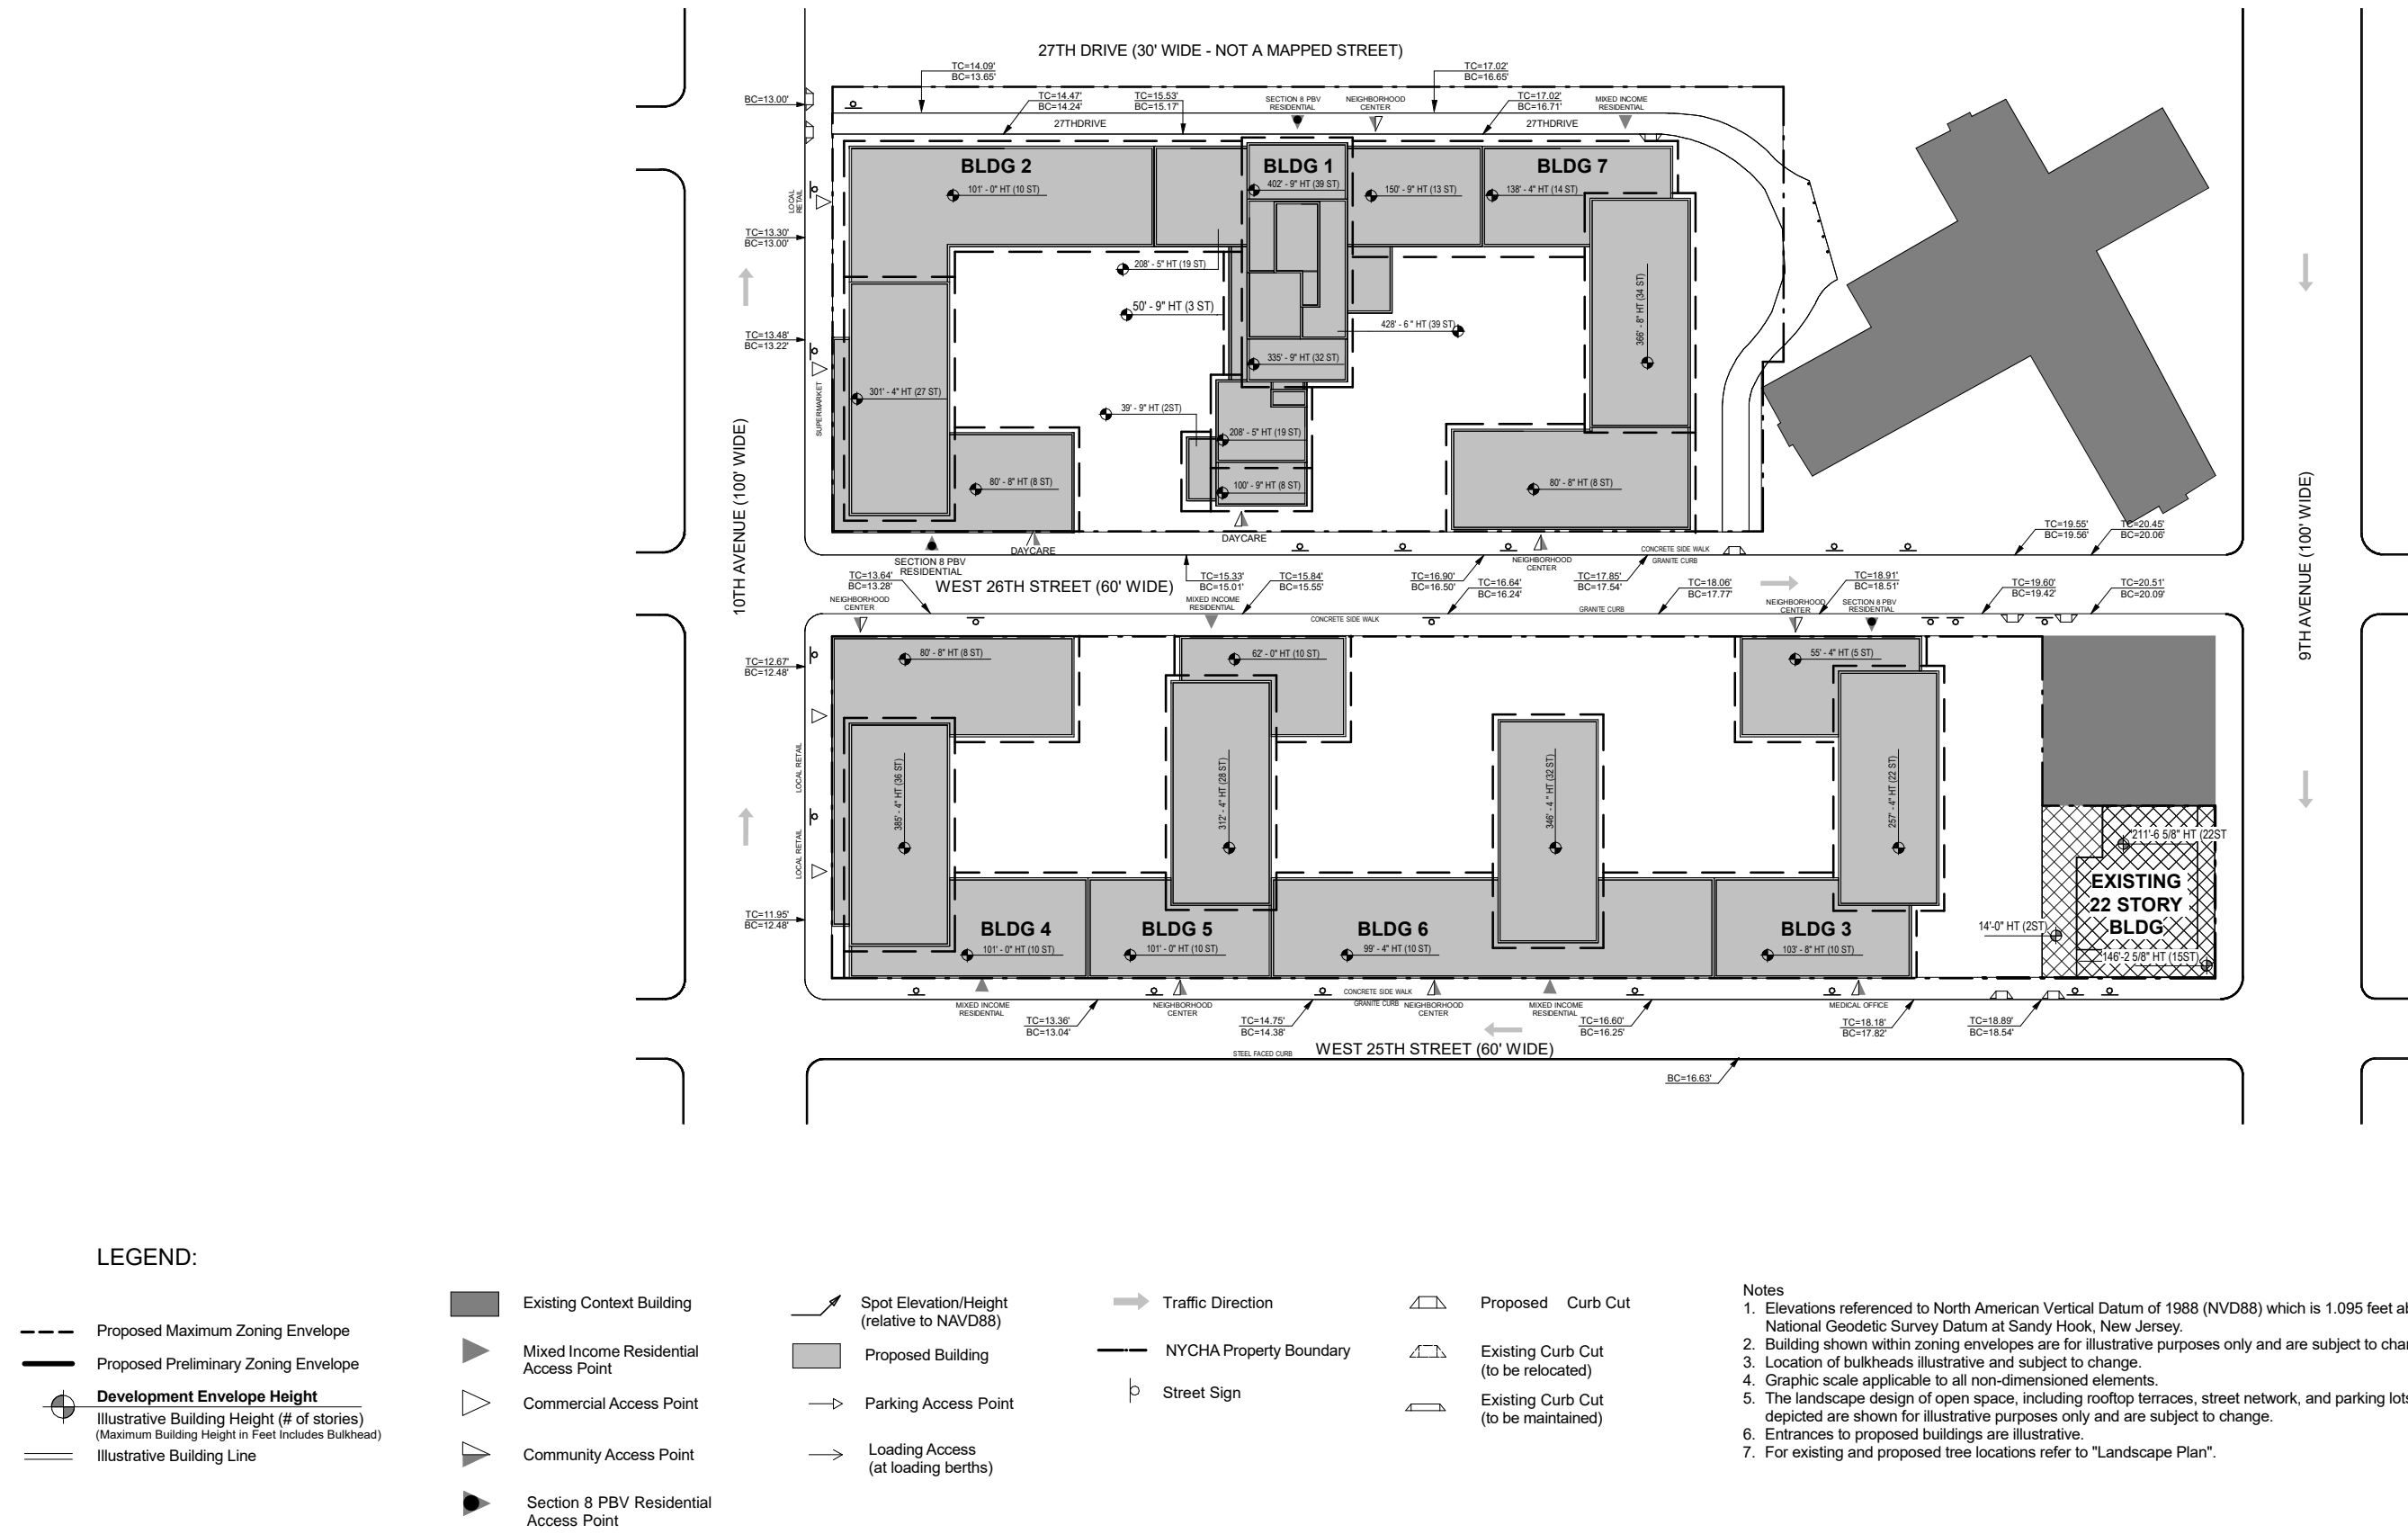 27TH DRIVE (30' WIDE - NOT A MAPPED STREET)
TC=14.09'
BC=13.65'
TC=17.02'
BC=16.65'
BC=13.00'
TC=14.47'
BC=14.24'
TC=15.53'
BC=15.17'
SECTION 8 PBV
RESIDENTIAL
NEIGHBORHOOD
CENTER
TC=17.02'
BC=16.71'
MIXED INCOME
RESIDENTIAL
27THDRIVE
27THDRIVE
BLDG 2
BLDG 1
BLDG 7
101' - 0" HT (10 ST)
402' - 9" HT (39 ST)
150' - 9" HT (13 ST)
138' - 4" HT (14 ST)
LOCAL
RETAIL
TC=13.30'
BC=13.00'
208' - 5" HT (19 ST)
50' - 9" HT (3 ST)
428' - 6 " HT (39 ST)
366' - 8" HT (34 ST)
TC=13.48'
BC=13.22'
335' - 9" HT (32 ST)
301' - 4" HT (27 ST)
SUPERMARKET
39' - 9" HT (2ST)
208' - 5" HT (19 ST)
80' - 8" HT (8 ST)
100' - 9" HT (8 ST)
80' - 8" HT (8 ST)
10TH AVENUE (100' WIDE)
9TH AVENUE (100' WIDE)
DAYCARE
DAYCARE
SECTION 8 PBV
RESIDENTIAL
NEIGHBORHOOD
CENTER
CONCRETE SIDE WALK
GRANITE CURB
TC=19.55'
BC=19.56'
TC=20.45'
BC=20.06'
TC=13.64'
BC=13.28'
WEST 26TH STREET (60' WIDE)
TC=15.33'
BC=15.01'
TC=15.84'
BC=15.55'
TC=16.90'
BC=16.50'
TC=16.64'
BC=16.24'
TC=17.85'
BC=17.54'
TC=18.06'
BC=17.77'
TC=18.91'
BC=18.51'
TC=19.60'
BC=19.42'
TC=20.51'
BC=20.09'
NEIGHBORHOOD
CENTER
MIXED INCOME
RESIDENTIAL
CONCRETE SIDE WALK
GRANITE CURB
NEIGHBORHOOD
CENTER
SECTION 8 PBV
RESIDENTIAL
TC=12.67'
BC=12.48'
80' - 8" HT (8 ST)
62' - 0" HT (10 ST)
55' - 4" HT (5 ST)
LOCAL RETAIL
LOCAL RETAIL
385' - 4" HT (36 ST)
312' - 4" HT (28 ST)
346' - 4 " HT (32 ST)
257' - 4" HT (22 ST)
211'-6 5/8" HT (22ST
EXISTING
22 STORY
BLDG
14'-0" HT (2ST)
146'-2 5/8" HT (15ST)
TC=11.95'
BC=12.48'
BLDG 4
BLDG 5
BLDG 6
BLDG 3
101' - 0" HT (10 ST)
101' - 0" HT (10 ST)
99' - 4" HT (10 ST)
103' - 8" HT (10 ST)
MIXED INCOME
RESIDENTIAL
NEIGHBORHOOD
CENTER
CONCRETE SIDE WALK
GRANITE CURB
NEIGHBORHOOD
CENTER
MIXED INCOME
RESIDENTIAL
MEDICAL OFFICE
TC=13.36'
BC=13.04'
TC=14.75'
BC=14.38'
TC=16.60'
BC=16.25'
TC=18.18'
BC=17.82'
TC=18.89'
BC=18.54'
STEEL FACED CURB
WEST 25TH STREET (60' WIDE)
BC=16.63'
LEGEND:
Proposed Maximum Zoning Envelope
Proposed Preliminary Zoning Envelope
Development Envelope Height
Illustrative Building Height (# of stories)
(Maximum Building Height in Feet Includes Bulkhead)
Illustrative Building Line
Existing Context Building
Mixed Income Residential
Access Point
Commercial Access Point
Community Access Point
Section 8 PBV Residential
Access Point
Spot Elevation/Height
(relative to NAVD88)
Proposed Building
Parking Access Point
Loading Access
(at loading berths)
Traffic Direction
NYCHA Property Boundary
Street Sign
Proposed Curb Cut
Existing Curb Cut
(to be relocated)
Existing Curb Cut
(to be maintained)
Notes
1. Elevations referenced to North American Vertical Datum of 1988 (NVD88) which is 1.095 feet ab
National Geodetic Survey Datum at Sandy Hook, New Jersey.
2. Building shown within zoning envelopes are for illustrative purposes only and are subject to char
3. Location of bulkheads illustrative and subject to change.
4. Graphic scale applicable to all non-dimensioned elements.
5. The landscape design of open space, including rooftop terraces, street network, and parking lots
depicted are shown for illustrative purposes only and are subject to change.
6. Entrances to proposed buildings are illustrative.
7. For existing and proposed tree locations refer to "Landscape Plan".